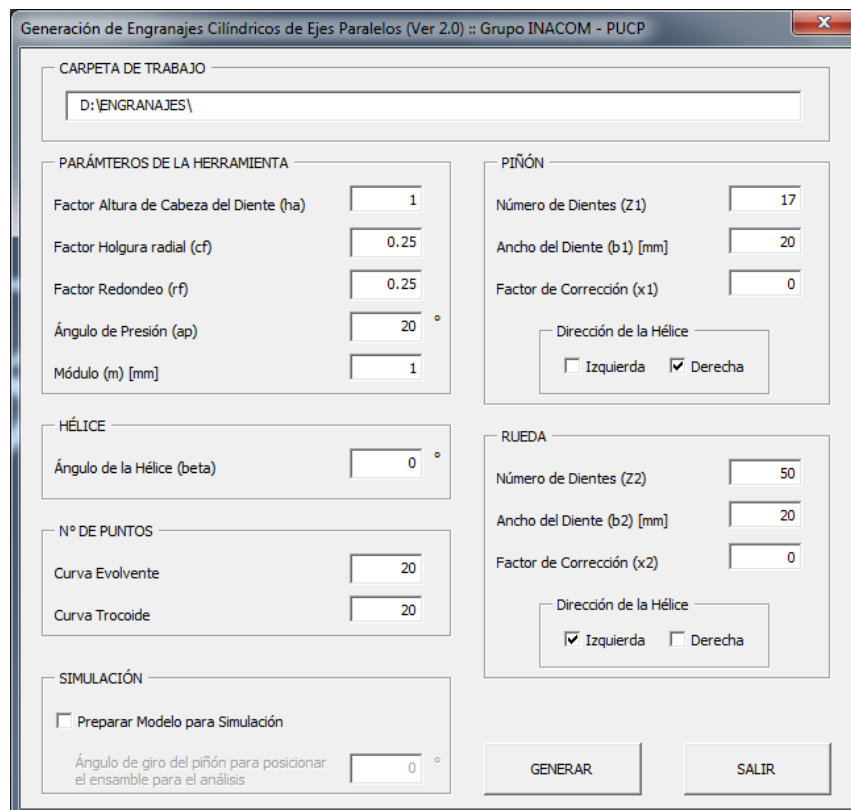 Generación de Engranajes Cilíndricos de Ejes Paralelos (Ver 2.0) :: Grupo INACOM - PUCP
CARPETA DE TRABAJO
D:\ENGRANAJES\
PARÁMTEROS DE LA HERRAMIENTA
Factor Altura de Cabeza del Diente (ha) 1
Factor Holgura radial (cf) 0.25
Factor Redondeo (rf) 0.25
Ángulo de Presión (ap) 20 °
Módulo (m) [mm] 1
HÉLICE
Ángulo de la Hélice (beta) 0 °
Nº DE PUNTOS
Curva Evolvente 20
Curva Trocoide 20
SIMULACIÓN
Preparar Modelo para Simulación
Ángulo de giro del piñón para posicionar
el ensamble para el análisis 0 °
PIÑÓN
Número de Dientes (Z1) 17
Ancho del Diente (b1) [mm] 20
Factor de Corrección (x1) 0
Dirección de la Hélice
Izquierda Derecha
RUEDA
Número de Dientes (Z2) 50
Ancho del Diente (b2) [mm] 20
Factor de Corrección (x2) 0
Dirección de la Hélice
Izquierda Derecha
GENERAR SALIR